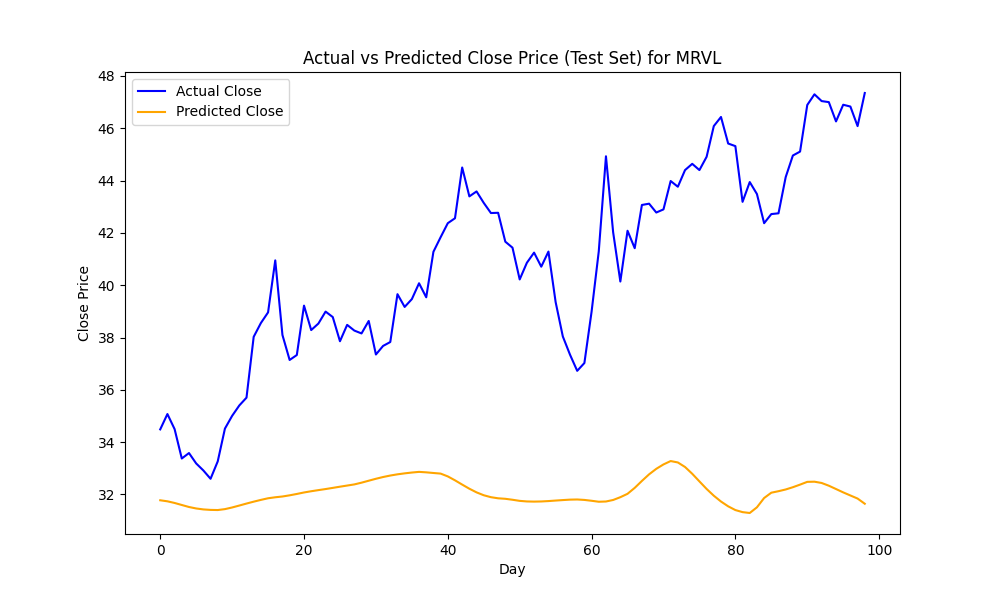 Actual vs Predicted Close Price (Test Set) for MRVL
Actual Close
Predicted Close
Close Price
48
46
44
42
40
38
36
34
32
0 20 40 60 80 100
Day